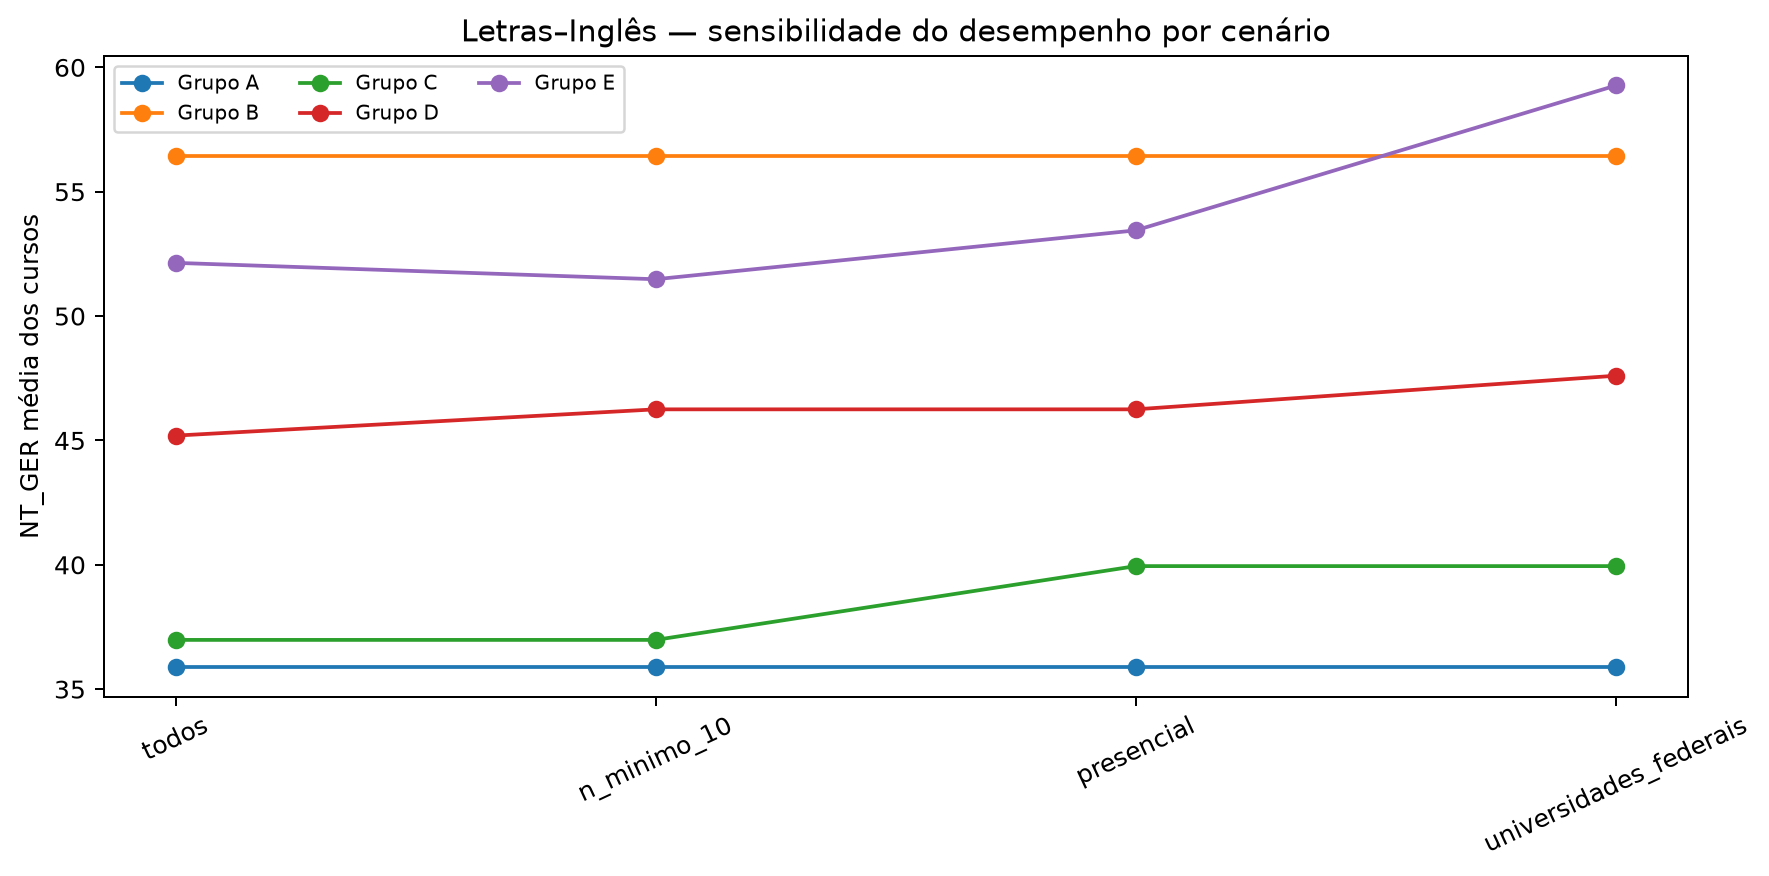 Letras–Inglês — sensibilidade do desempenho por cenário
Grupo A
Grupo B
Grupo C
Grupo D
Grupo E
NT_GER média dos cursos
60
55
50
45
40
35
todos
n_minimo_10
presencial
universidades_federais